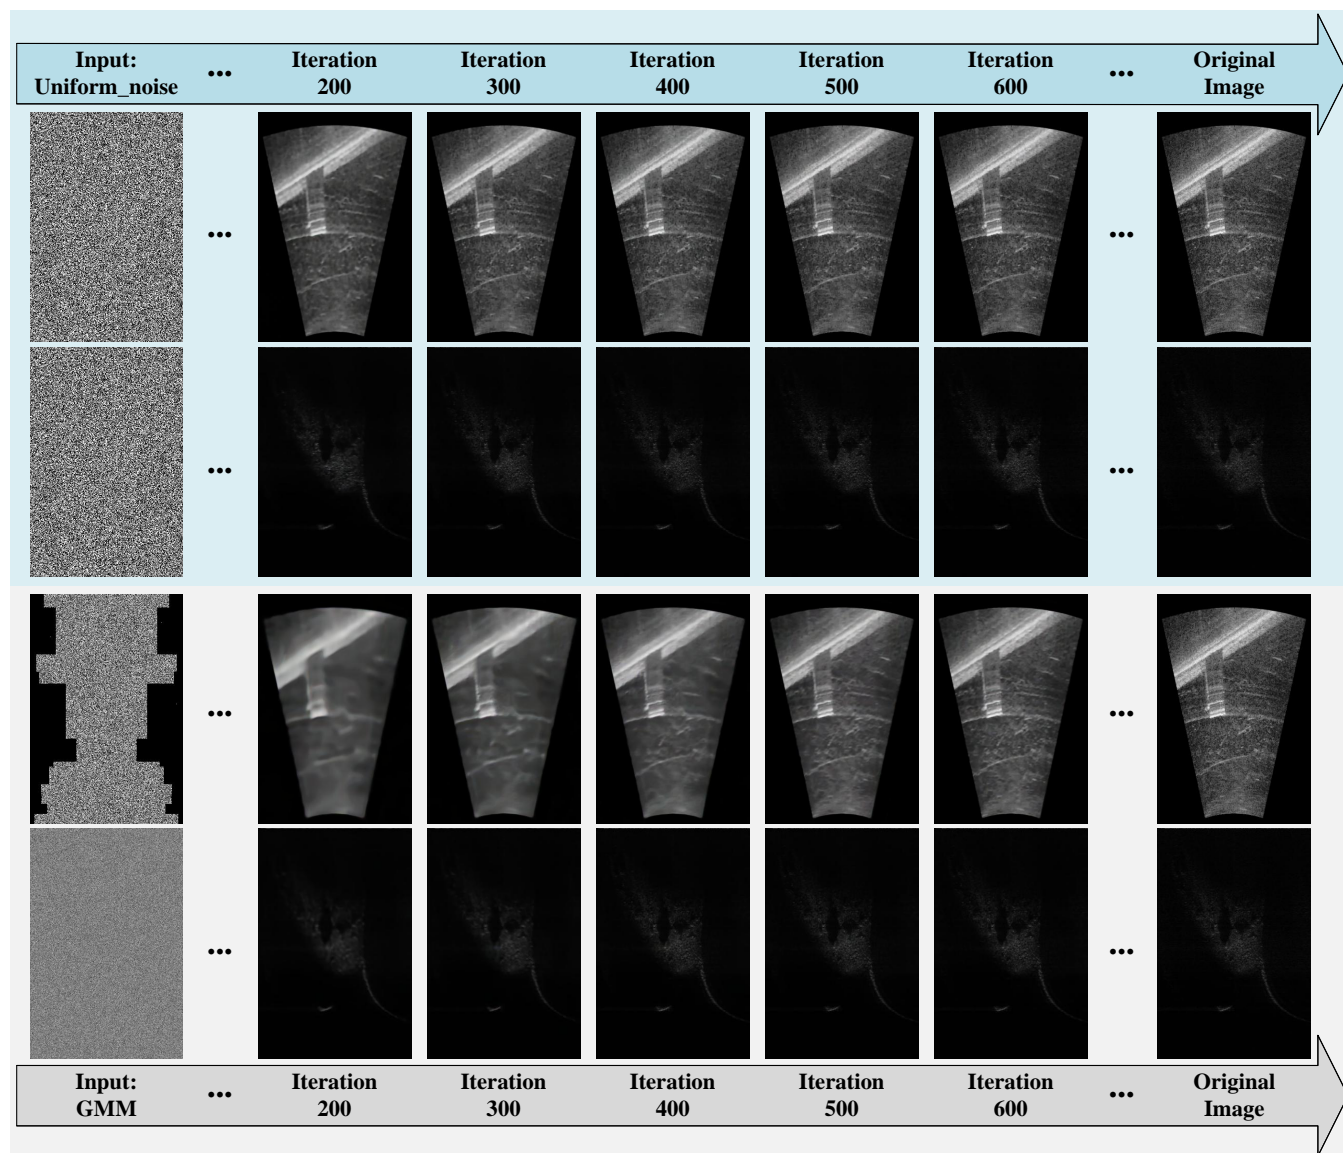 Input:
Uniform_noise
...
Iteration
200
Iteration
300
Iteration
400
Iteration
500
Iteration
600
...
Original
Image
...
...
...
...
...
...
...
...
Input:
GMM
...
Iteration
200
Iteration
300
Iteration
400
Iteration
500
Iteration
600
...
Original
Image